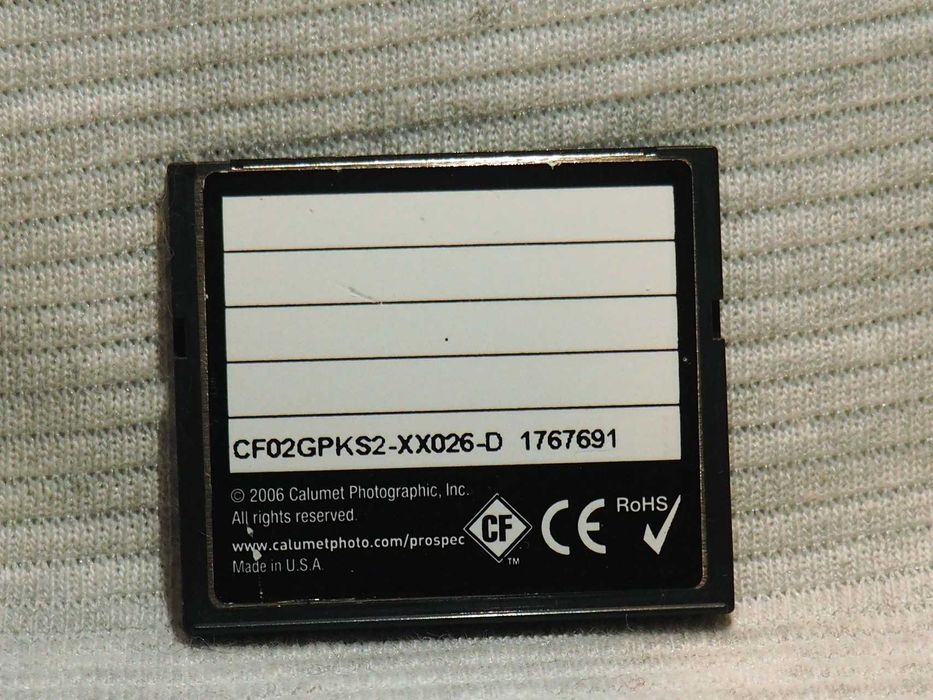 CF02GPKS2-XX026-D 1767691
© 2006 Calumet Photographic, Inc.
All rights reserved.
www.calumetphoto.com/prospec
Made in U.S.A.
CF TM
CE
RoHS